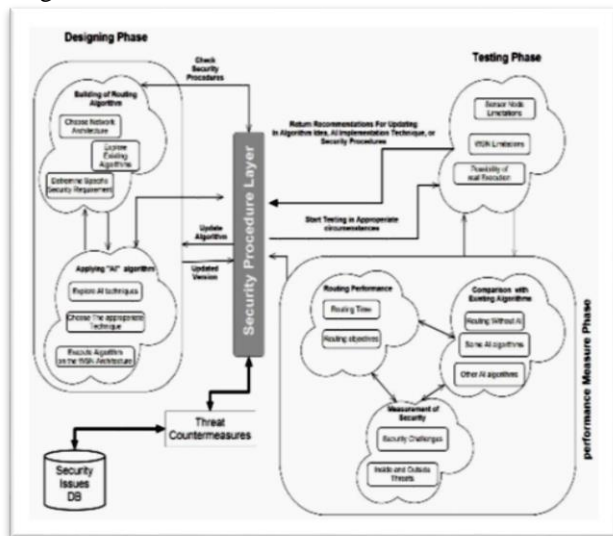 Designing Phase
Check
Security
Procedures
Testing Phase
Building of Routing
Algorithm
Choose Network
Architecture
Explore
Existing
Algorithms
Determine Specific
Security Requirement
Return Recommendations For Updating
in Algorithm Idea, AI Implementation Technique, or
Security Procedures
Sensor Node
Limitations
WSN Limitations
Possibility of
real Execution
Security Procedure Layer
Start Testing in Appropriate
circumstances
Update
Algorithm
Updated
Version
Applying "AI" algorithm
Explore AI techniques
Choose The appropriate
Technique
Execute Algorithm
on the WSN Architecture
Routing Performance
Routing Time
Routing objectives
Comparison with
Existing Algorithms
Routing Without AI
Same AI algorithms
Other AI algorithms
Measurement of
Security
Security Challenges
Inside and Outside
Threats
performance Measure Phase
Threat
Countermeasures
Security
Issues
DB